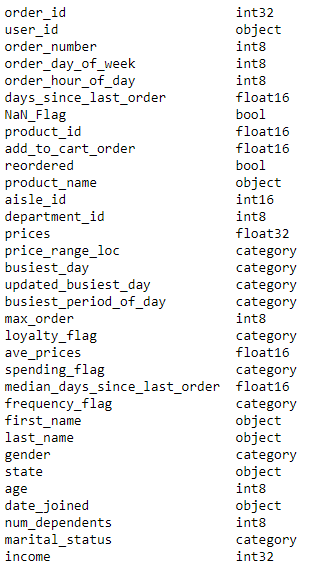 order_id int32
user_id object
order_number int8
order_day_of_week int8
order_hour_of_day int8
days_since_last_order float16
NaN_Flag bool
product_id float16
add_to_cart_order float16
reordered bool
product_name object
aisle_id int16
department_id int8
prices float32
price_range_loc category
busiest_day category
updated_busiest_day category
busiest_period_of_day category
max_order int8
loyalty_flag category
ave_prices float16
spending_flag category
median_days_since_last_order float16
frequency_flag category
first_name object
last_name object
gender category
state object
age int8
date_joined object
num_dependents int8
marital_status category
income int32